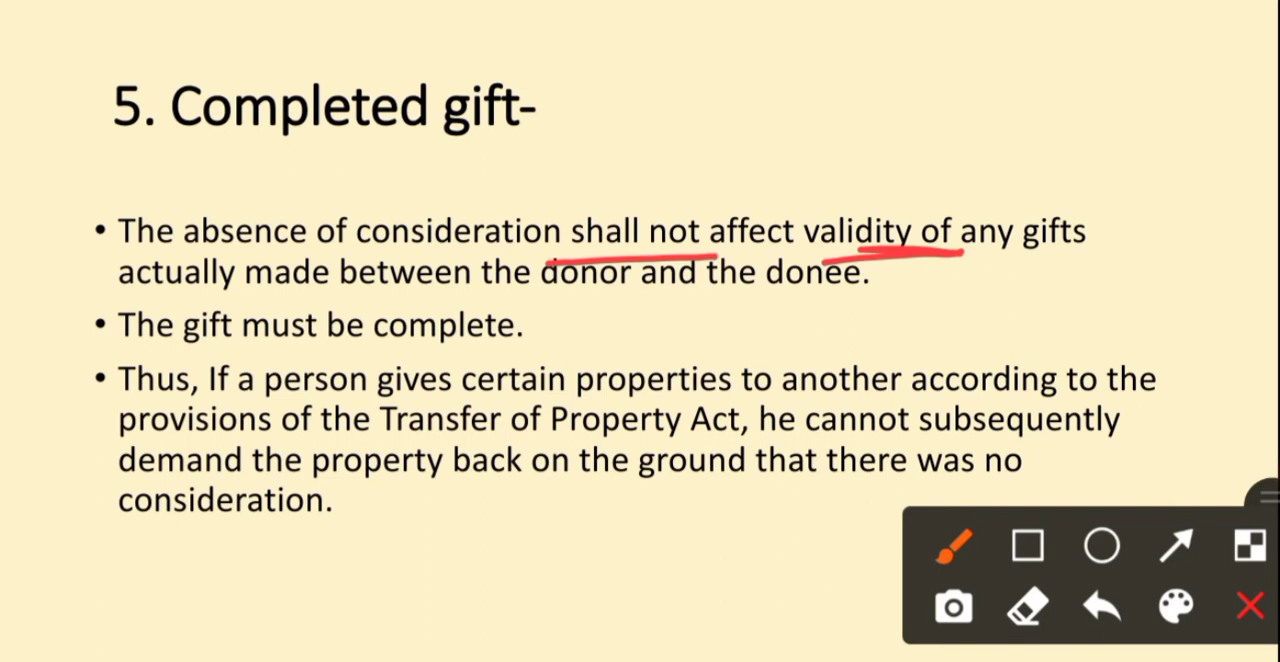 5. Completed gift-
• The absence of consideration shall not affect validity of any gifts
actually made between the donor and the donee.
• The gift must be complete.
• Thus, If a person gives certain properties to another according to the
provisions of the Transfer of Property Act, he cannot subsequently
demand the property back on the ground that there was no
consideration.